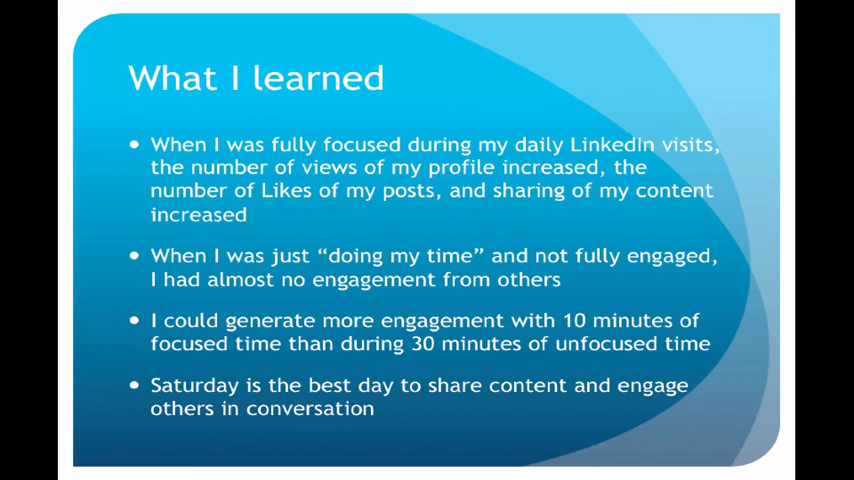 What I learned
• When I was fully focused during my daily LinkedIn visits,
the number of views of my profile increased, the
number of Likes of my posts, and sharing of my content
increased
• When I was just “doing my time” and not fully engaged,
I had almost no engagement from others
• I could generate more engagement with 10 minutes of
focused time than during 30 minutes of unfocused time
• Saturday is the best day to share content and engage
others in conversation